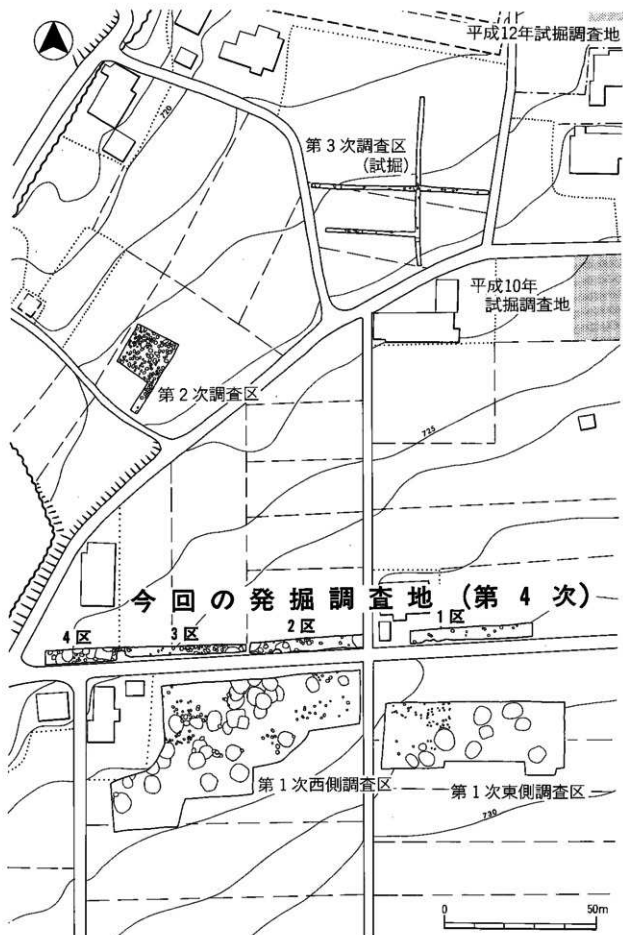 平成12年試掘調査地
720
第3次調査区
(試掘)
平成10年
試掘調査地
第2次調査区
725
今回の発掘調査地(第4次)
4区
3区
2区
1区
第1次西側調査区
第1次東側調査区
730
0
50m